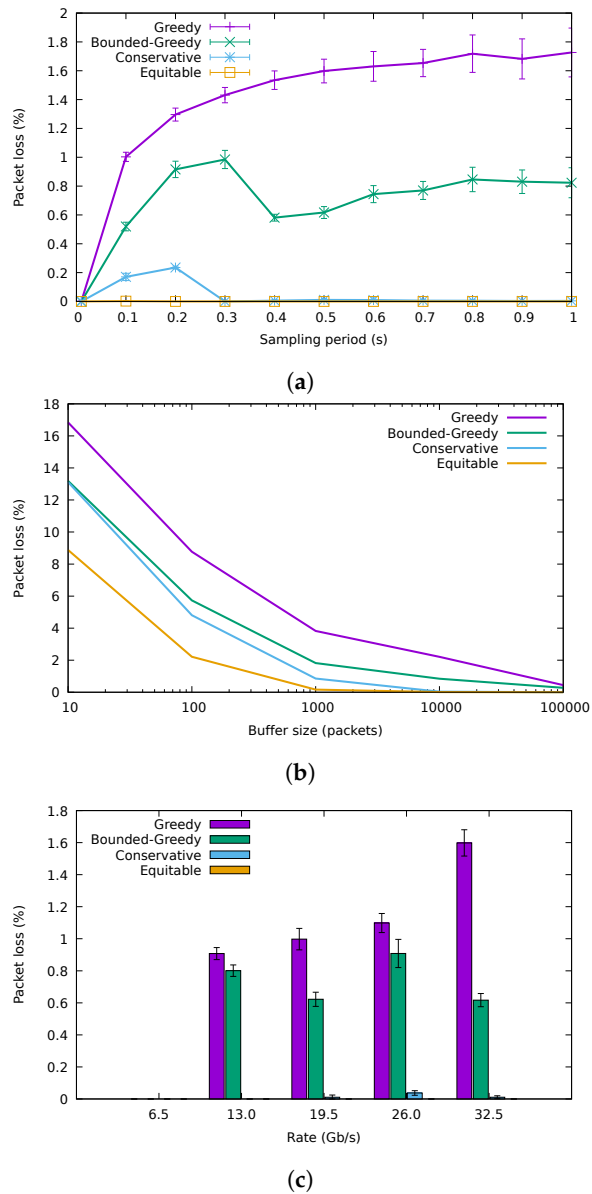 Packet loss (%)
2
1.8
1.6
1.4
1.2
1
0.8
0.6
0.4
0.2
0
Greedy
Bounded-Greedy
Conservative
Equitable
0 0.1 0.2 0.3 0.4 0.5 0.6 0.7 0.8 0.9 1
Sampling period (s)
(a)
Packet loss (%)
18
16
14
12
10
8
6
4
2
0
Greedy
Bounded-Greedy
Conservative
Equitable
10 100 1000 10000 100000
Buffer size (packets)
(b)
Packet loss (%)
1.8
1.6
1.4
1.2
1
0.8
0.6
0.4
0.2
0
Greedy
Bounded-Greedy
Conservative
Equitable
6.5 13.0 19.5 26.0 32.5
Rate (Gb/s)
(c)